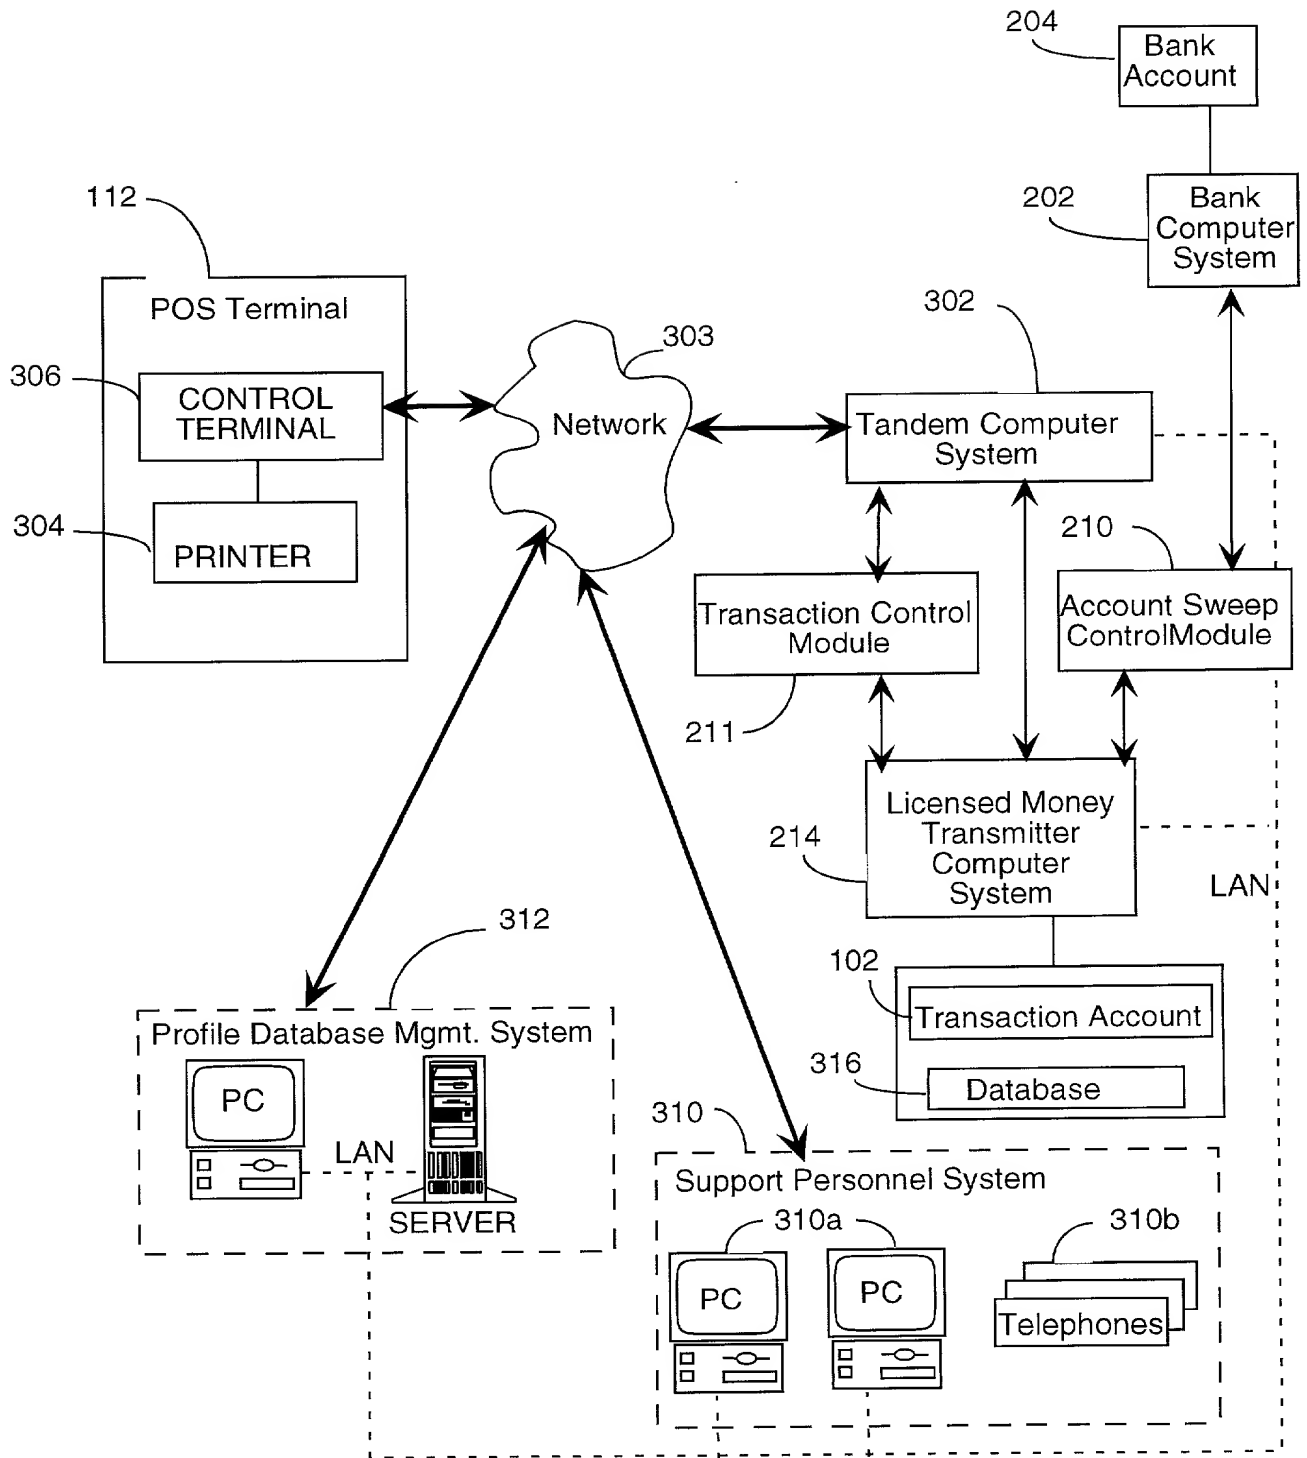 204
Bank
Account
112
202
Bank
Computer
System
POS Terminal
302
303
306
CONTROL
TERMINAL
Network
Tandem Computer
System
304
PRINTER
210
Transaction Control
Module
Account Sweep
ControlModule
211
Licensed Money
Transmitter
Computer
System
214
LAN
312
102
Transaction Account
Profile Database Mgmt. System
316
Database
PC
310
LAN
Support Personnel System
SERVER
310a
310b
PC
PC
Telephones